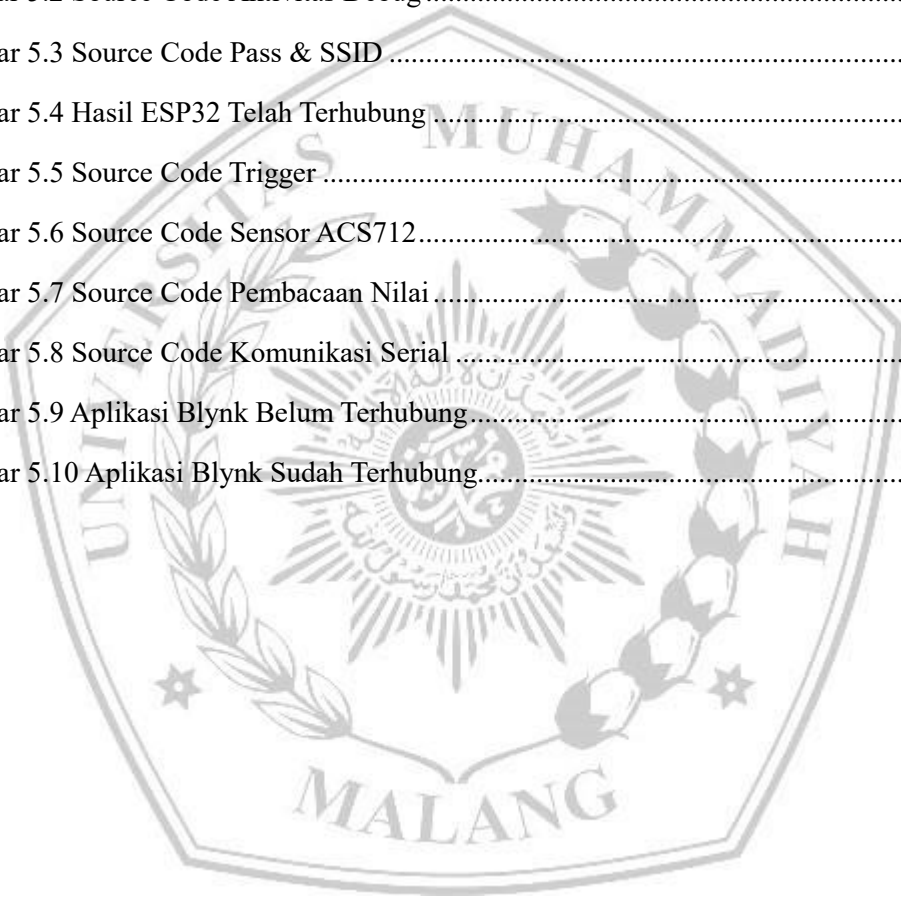 ar 5.3 Source Code Pass & SSID ....................................................................
ar 5.4 Hasil ESP32 Telah Terhubung ..............................................................
ar 5.5 Source Code Trigger ..............................................................................
ar 5.6 Source Code Sensor ACS712 .................................................................
ar 5.7 Source Code Pembacaan Nilai ...............................................................
ar 5.8 Source Code Komunikasi Serial ............................................................
ar 5.9 Aplikasi Blynk Belum Terhubung ..........................................................
ar 5.10 Aplikasi Blynk Sudah Terhubung .........................................................
UNIVERSITAS MUHAMMADIYAH
MALANG